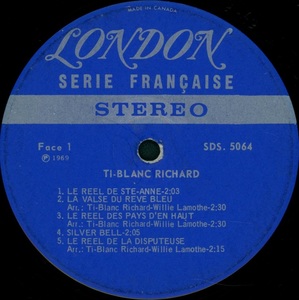 MADE IN CANADA
LONDON
SERIE FRANÇAISE
STEREO
Face 1
SDS. 5064
℗ 1969
TI-BLANC RICHARD
1. LE REEL DE STE-ANNE-2:03
2. LA VALSE DU REVE BLEU
Arr.: Ti-Blanc Richard-Willie Lamothe-2:30
3. LE REEL DES PAYS D'EN HAUT
Arr.: Ti-Blanc Richard-Willie Lamothe-2:30
4. SILVER BELL-2:05
5. LE REEL DE LA DISPUTEUSE
Arr.: Ti-Blanc Richard-Willie Lamothe-2:15